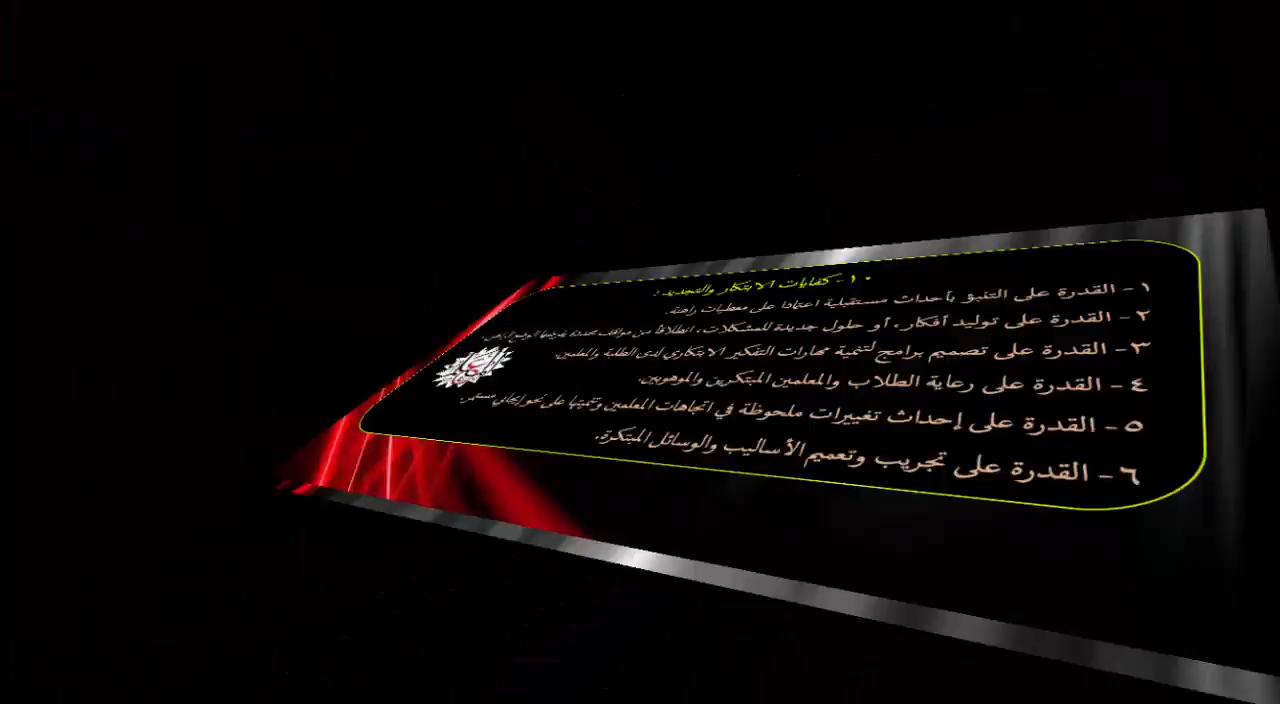 ١٠- كفايات الابتكار والتجديد :
١- القدرة على التنبؤ بأحداث مستقبلية اعتمادا على معطيات راهنة.
٢- القدرة على توليد أفكار، أو حلول جديدة للمشكلات، انطلاقا من مواقف محددة
٣- القدرة على تصميم برامج لتنمية مهارات التفكير الابتكاري لدى الطلبة والمعلمين.
٤- القدرة على رعاية الطلاب والمعلمين المبتكرين والموهوبين.
٥- القدرة على إحداث تغييرات ملحوظة في اتجاهات المعلمين وتنميتها على نحو إيجابي مستمر.
٦- القدرة على تجريب وتعميم الأساليب والوسائل المبتكرة.